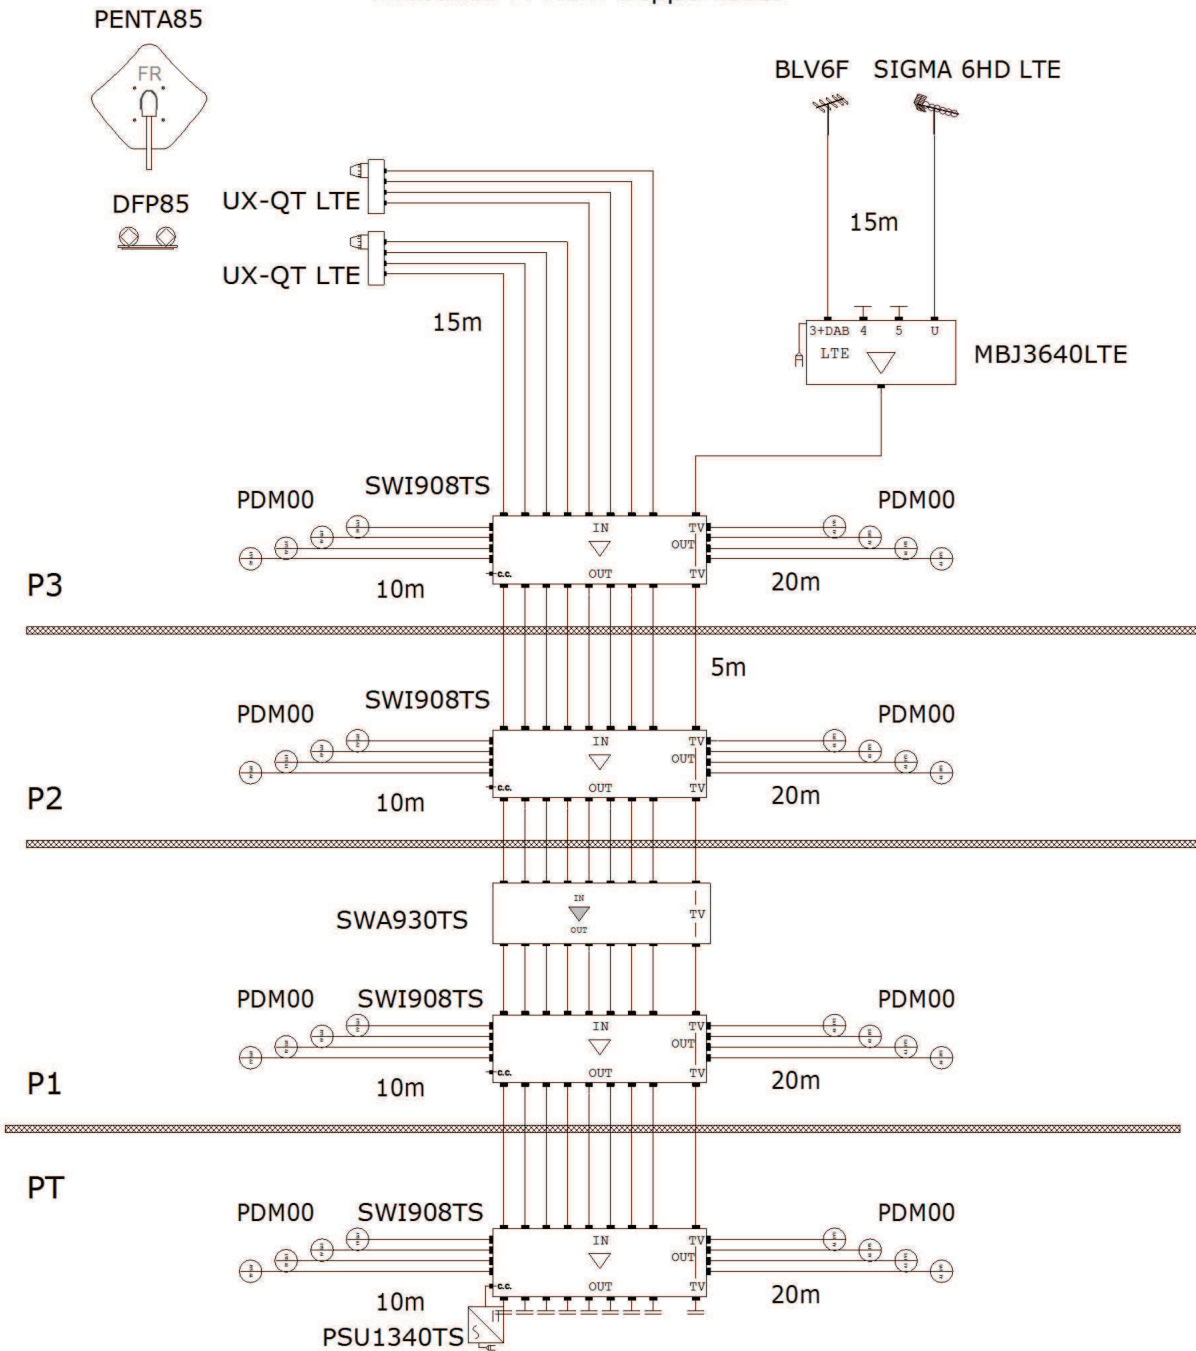 PENTA85
FR
DFP85
BLV6F SIGMA 6HD LTE
UX-QT LTE
UX-QT LTE
15m
15m
3+DAB 4 5 U
LTE
MBJ3640LTE
SWI908TS
PDM00
PDM00
IN TV
OUT
c.c. OUT TV
10m
20m
P3
5m
SWI908TS
PDM00
PDM00
IN TV
OUT
c.c. OUT TV
10m
20m
P2
SWA930TS
IN
TV
OUT
PDM00 SWI908TS
PDM00
IN TV
OUT
c.c. OUT TV
10m
20m
P1
PT
PDM00 SWI908TS
PDM00
IN TV
OUT
c.c. OUT TV
10m
20m
PSU1340TS